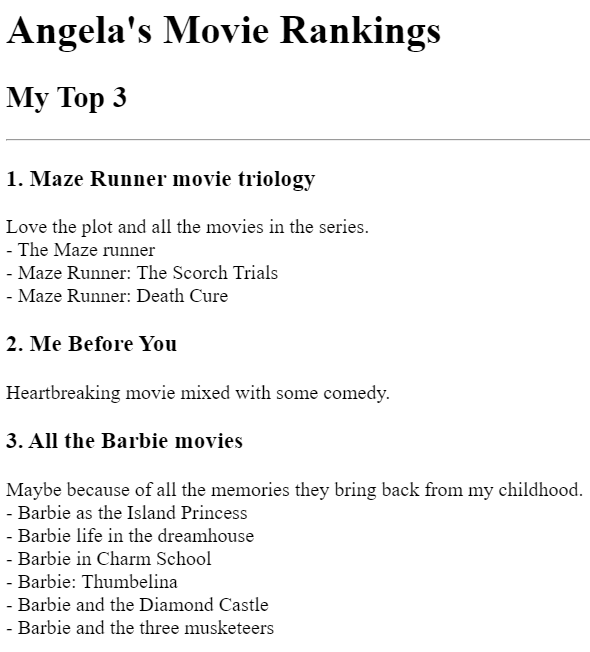 Angela's Movie Rankings
My Top 3
1. Maze Runner movie triology
Love the plot and all the movies in the series.
- The Maze runner
- Maze Runner: The Scorch Trials
- Maze Runner: Death Cure
2. Me Before You
Heartbreaking movie mixed with some comedy.
3. All the Barbie movies
Maybe because of all the memories they bring back from my childhood.
- Barbie as the Island Princess
- Barbie life in the dreamhouse
- Barbie in Charm School
- Barbie: Thumbelina
- Barbie and the Diamond Castle
- Barbie and the three musketeers